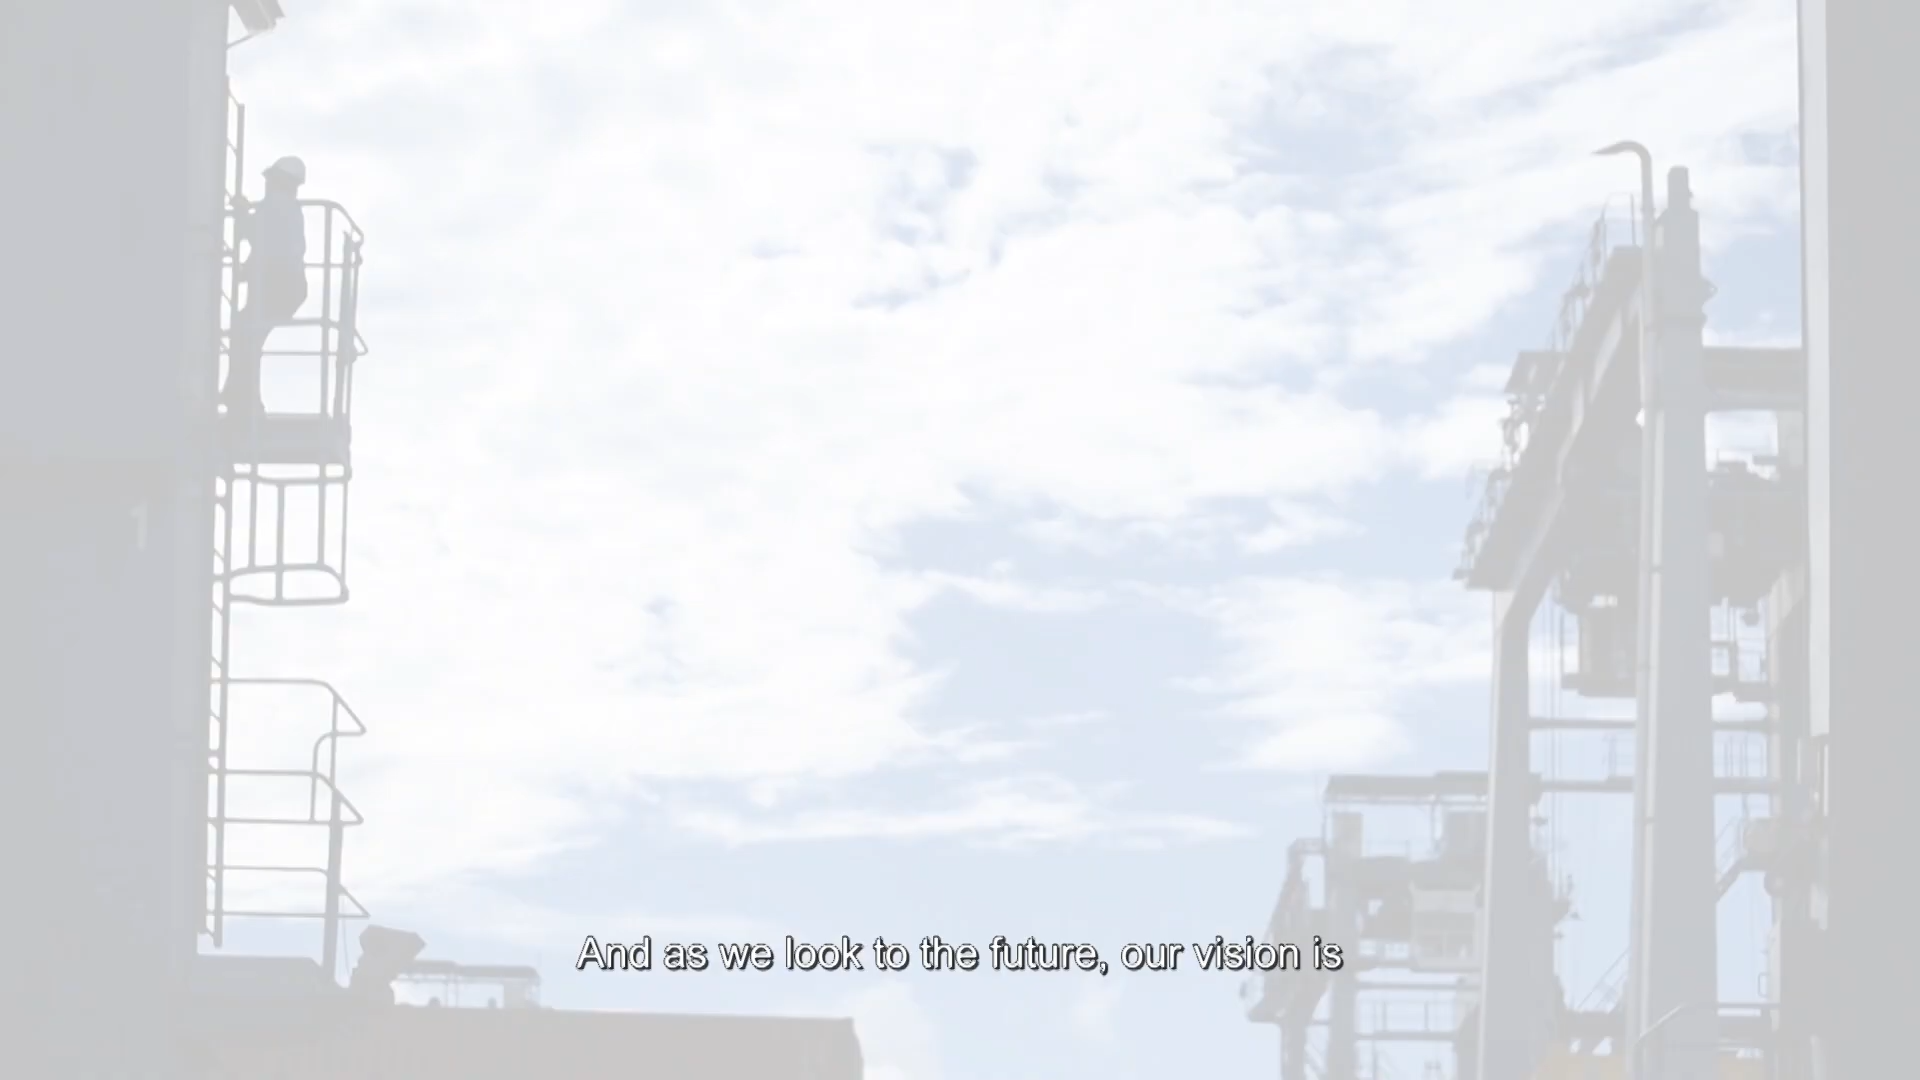 And as we look to the future, our vision is